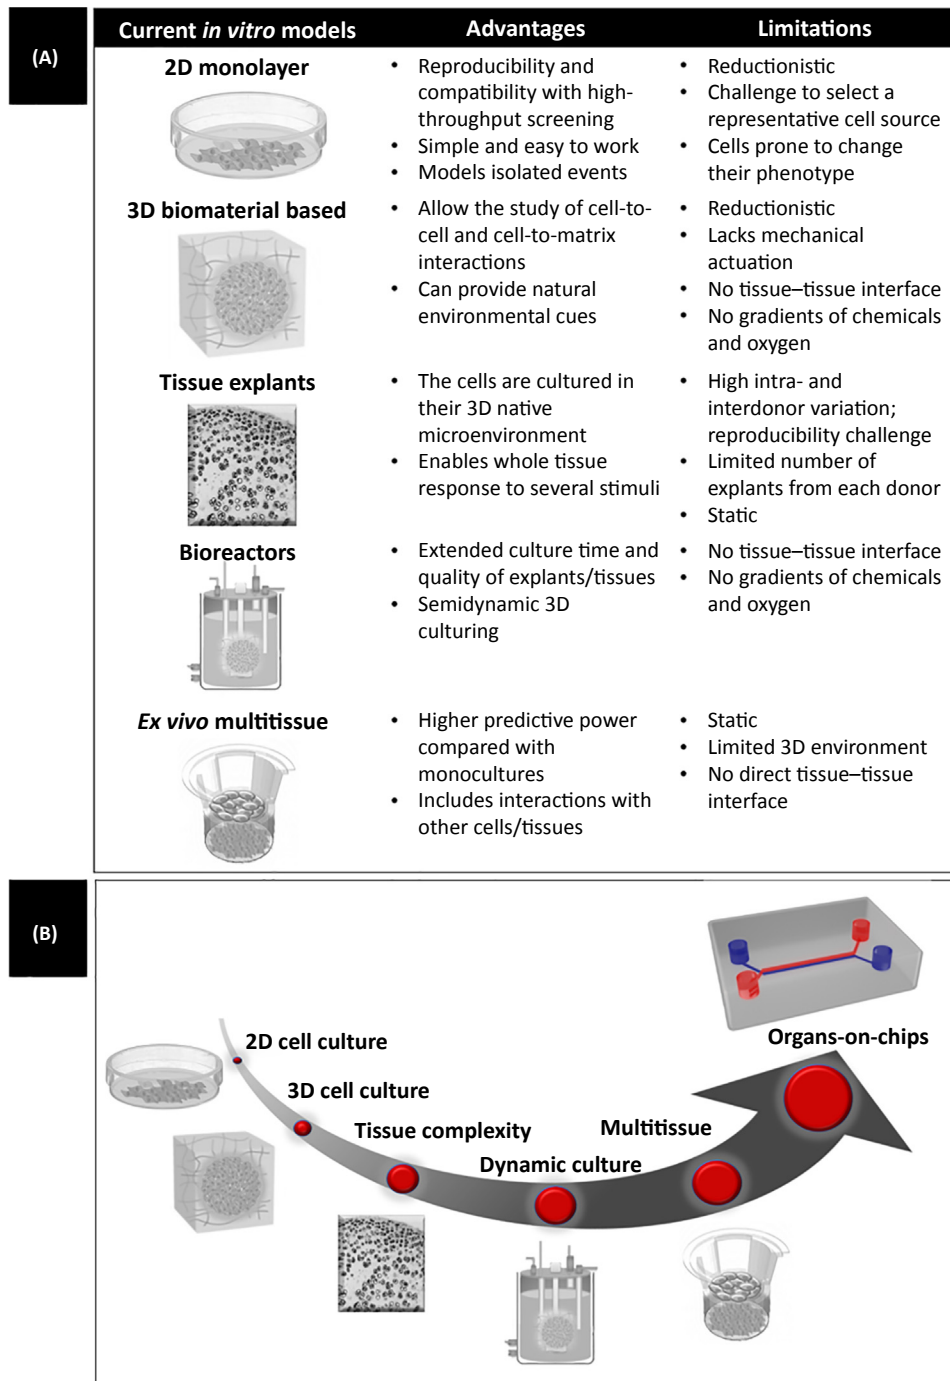 (A)
Current in vitro models
Advantages
Limitations
2D monolayer
• Reproducibility and
compatibility with high-
throughput screening
• Simple and easy to work
• Models isolated events
• Reductionistic
• Challenge to select a
representative cell source
• Cells prone to change
their phenotype
3D biomaterial based
• Allow the study of cell-to-
cell and cell-to-matrix
interactions
• Can provide natural
environmental cues
• Reductionistic
• Lacks mechanical
actuation
• No tissue–tissue interface
• No gradients of chemicals
and oxygen
Tissue explants
• The cells are cultured in
their 3D native
microenvironment
• Enables whole tissue
response to several stimuli
• High intra- and
interdonor variation;
reproducibility challenge
• Limited number of
explants from each donor
• Static
Bioreactors
• Extended culture time and
quality of explants/tissues
• Semidynamic 3D
culturing
• No tissue–tissue interface
• No gradients of chemicals
and oxygen
Ex vivo multitissue
• Higher predictive power
compared with
monocultures
• Includes interactions with
other cells/tissues
• Static
• Limited 3D environment
• No direct tissue–tissue
interface
(B)
2D cell culture
3D cell culture
Tissue complexity
Dynamic culture
Multitissue
Organs-on-chips